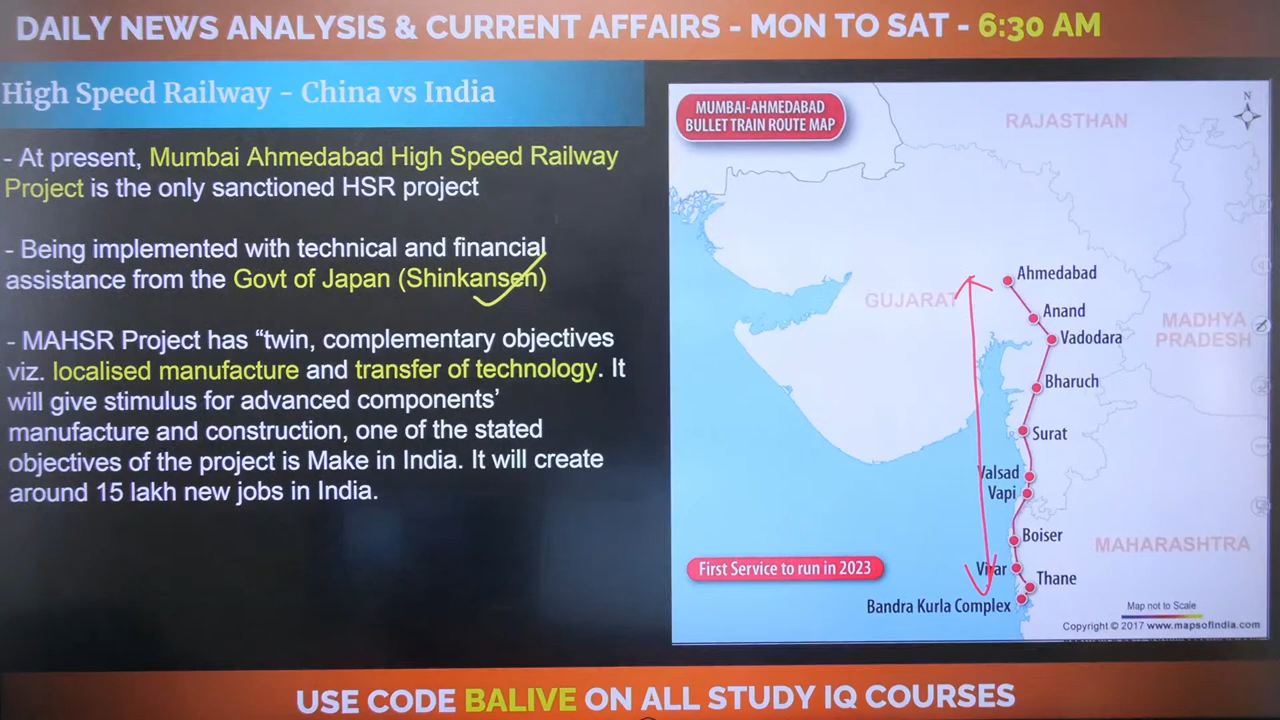 DAILY NEWS ANALYSIS & CURRENT AFFAIRS - MON TO SAT - 6:30 AM
High Speed Railway - China vs India
- At present, Mumbai Ahmedabad High Speed Railway
Project is the only sanctioned HSR project
- Being implemented with technical and financial
assistance from the Govt of Japan (Shinkansen)
- MAHSR Project has “twin, complementary objectives
viz. localised manufacture and transfer of technology. It
will give stimulus for advanced components’
manufacture and construction, one of the stated
objectives of the project is Make in India. It will create
around 15 lakh new jobs in India.
MUMBAI-AHMEDABAD
BULLET TRAIN ROUTE MAP
N
RAJASTHAN
Ahmedabad
GUJARAT
Anand
MADHYA
PRADESH
Vadodara
Bharuch
Surat
Valsad
Vapi
Boiser
MAHARASHTRA
First Service to run in 2023
Virar
Thane
Bandra Kurla Complex
Map not to Scale
Copyright © 2017 www.mapsofindia.com
USE CODE BALIVE ON ALL STUDY IQ COURSES